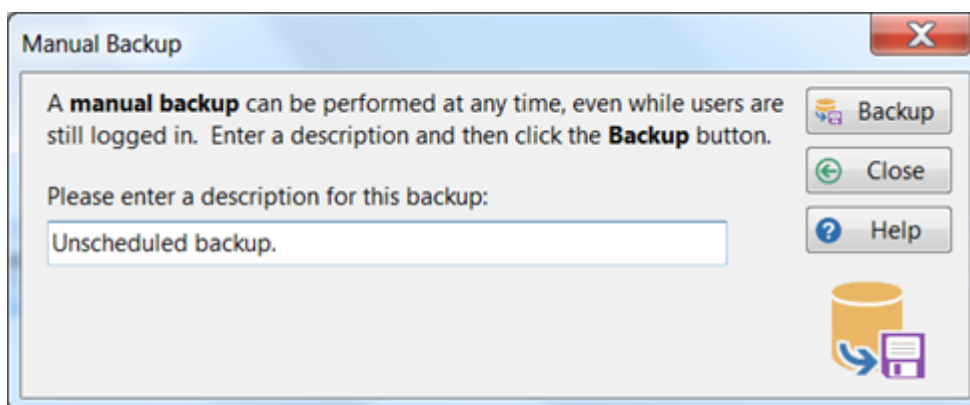 Manual Backup
A manual backup can be performed at any time, even while users are
still logged in. Enter a description and then click the Backup button.
Please enter a description for this backup:
Unscheduled backup.
Backup
Close
Help